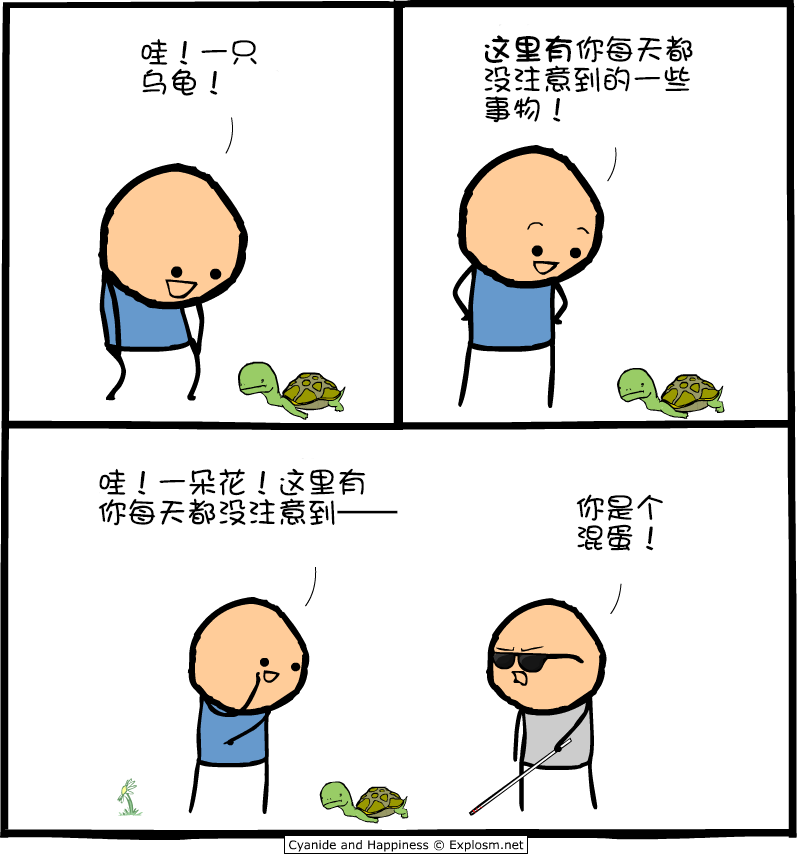 哇！一只
乌龟！
这里有你每天都
没注意到的一些
事物！
哇！一朵花！这里有
你每天都没注意到——
你是个
混蛋！
Cyanide and Happiness © Explosm.net